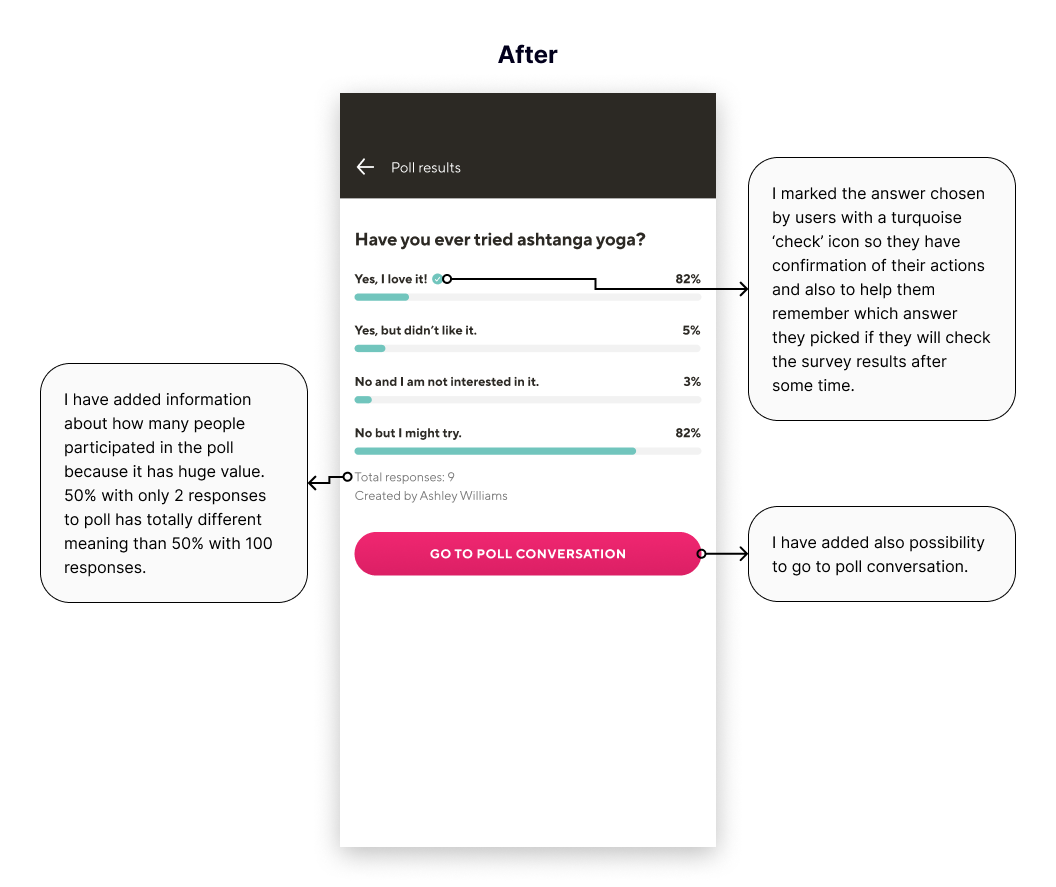 After
Poll results
Have you ever tried ashtanga yoga?
Yes, I love it!
82%
Yes, but didn’t like it.
5%
No and I am not interested in it.
3%
No but I might try.
82%
Total responses: 9
Created by Ashley Williams
GO TO POLL CONVERSATION
I marked the answer chosen
by users with a turquoise
‘check’ icon so they have
confirmation of their actions
and also to help them
remember which answer
they picked if they will check
the survey results after
some time.
I have added information
about how many people
participated in the poll
because it has huge value.
50% with only 2 responses
to poll has totally different
meaning than 50% with 100
responses.
I have added also possibility
to go to poll conversation.